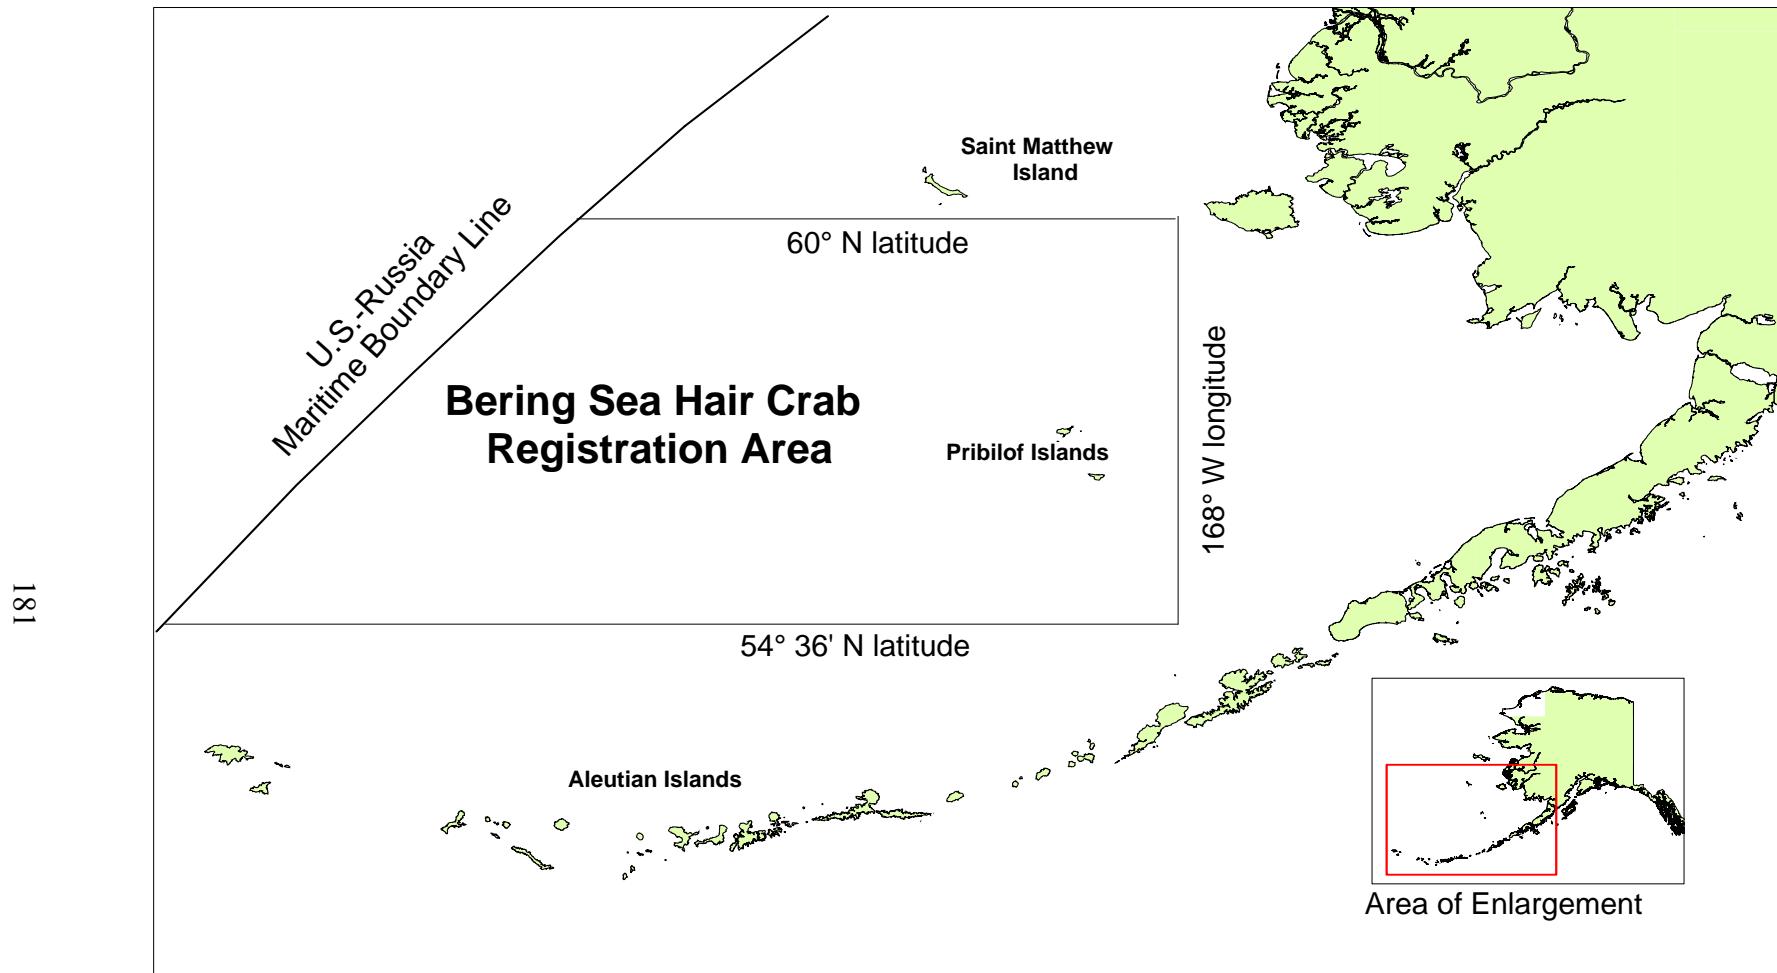 Saint Matthew
Island
60° N latitude
U.S.-Russia
Maritime Boundary Line
Bering Sea Hair Crab
Registration Area
Pribilof Islands
168° W longitude
54° 36' N latitude
Aleutian Islands
Area of Enlargement
181